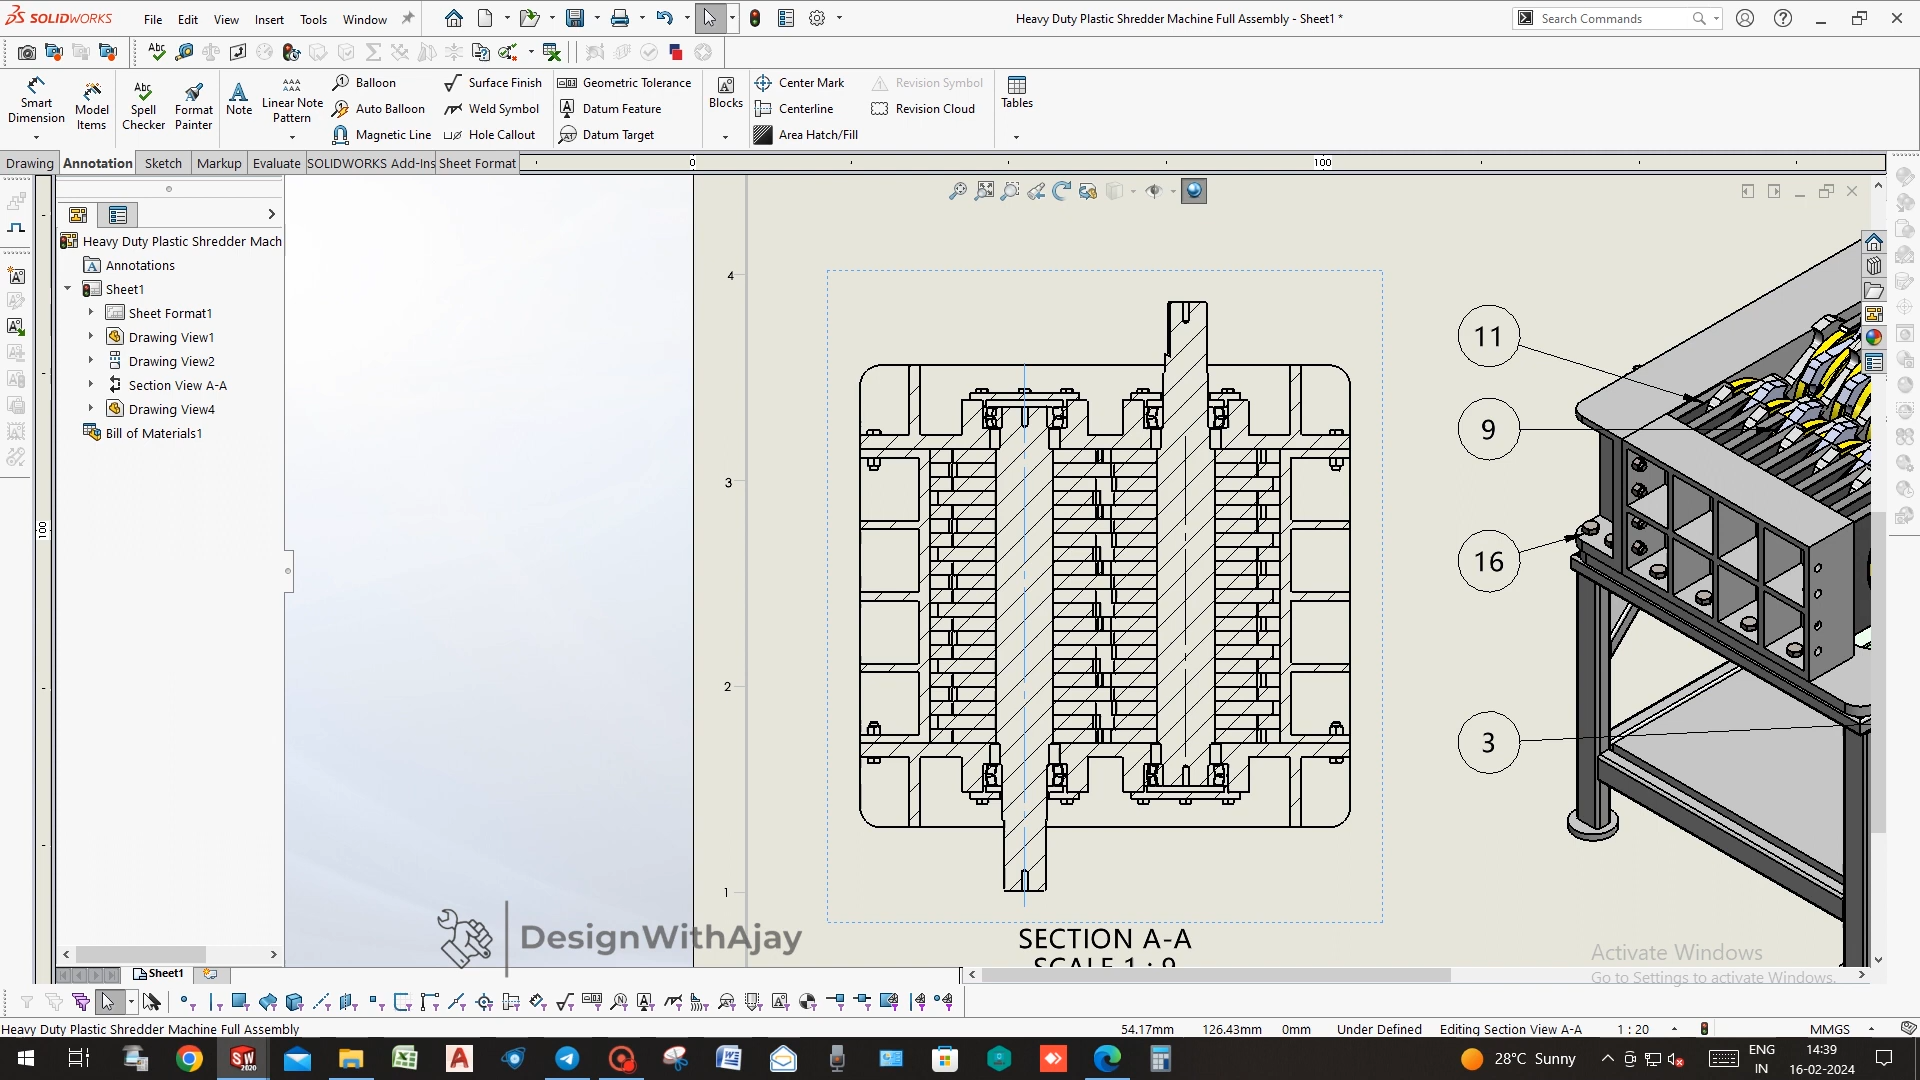 SOLIDWORKS File Edit View Insert Tools Window Heavy Duty Plastic Shredder Machine Full Assembly - Sheet1 * Search Commands
Smart Dimension
Model Items
Spell Checker
Format Painter
Note
Linear Note Pattern
Balloon
Auto Balloon
Magnetic Line
Surface Finish
Weld Symbol
Hole Callout
Geometric Tolerance
Datum Feature
Datum Target
Blocks
Center Mark
Centerline
Area Hatch/Fill
Revision Symbol
Revision Cloud
Tables
Drawing Annotation Sketch Markup Evaluate SOLIDWORKS Add-Ins Sheet Format
0 100
Heavy Duty Plastic Shredder Mach
Annotations
Sheet1
Sheet Format1
Drawing View1
Drawing View2
Section View A-A
Drawing View4
Bill of Materials1
100
4
3
2
1
11
9
16
3
SECTION A-A
SCALE 1 : 9
DesignWithAjay
Activate Windows
Go to Settings to activate Windows.
Sheet1
Heavy Duty Plastic Shredder Machine Full Assembly 54.17mm 126.43mm 0mm Under Defined Editing Section View A-A 1 : 20 MMGS
28°C Sunny ENG IN 14:39 16-02-2024